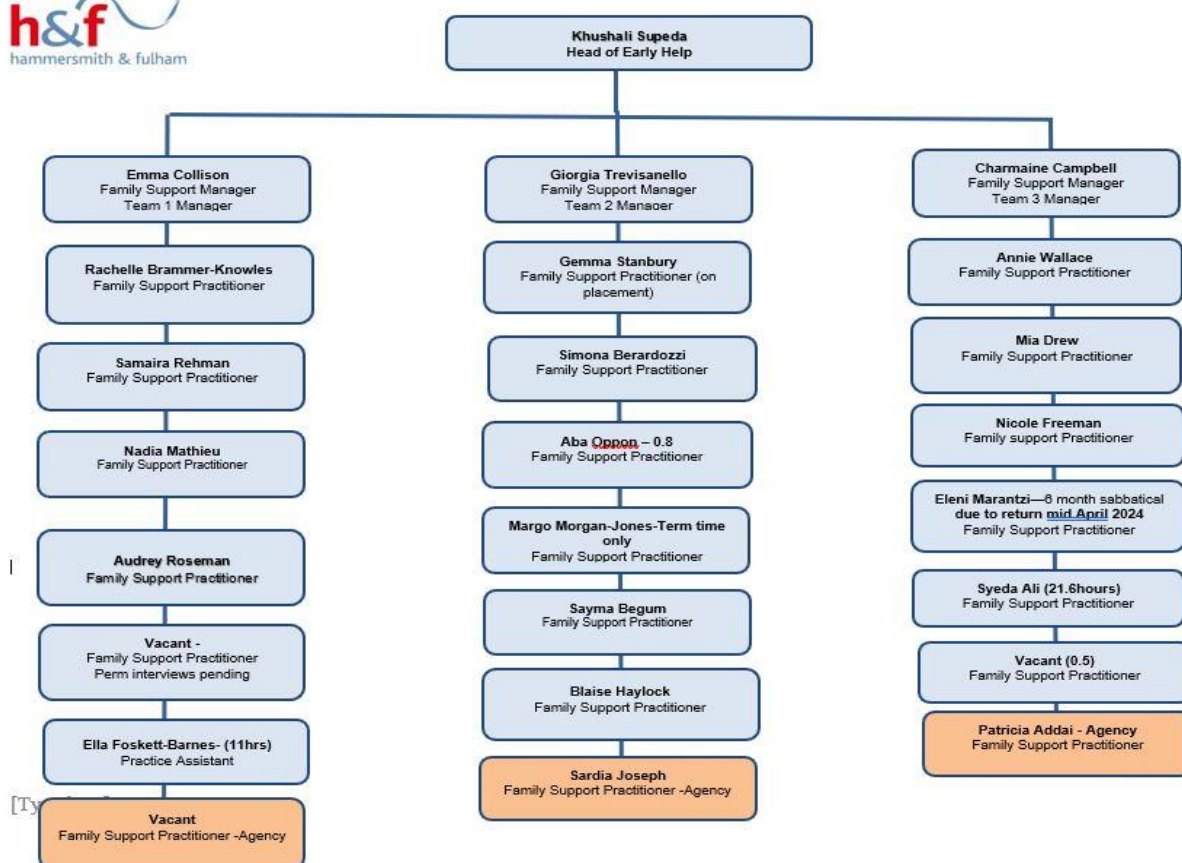 h&f
hammersmith & fulham
Khushali Supeda
Head of Early Help
Emma Collison
Family Support Manager
Team 1 Manager
Rachelle Brammer-Knowles
Family Support Practitioner
Samaira Rehman
Family Support Practitioner
Nadia Mathieu
Family Support Practitioner
Audrey Roseman
Family Support Practitioner
Vacant -
Family Support Practitioner
Perm interviews pending
Ella Foskett-Barnes- (11hrs)
Practice Assistant
Vacant
Family Support Practitioner -Agency
Giorgia Trevisanello
Family Support Manager
Team 2 Manager
Gemma Stanbury
Family Support Practitioner (on
placement)
Simona Berardozzi
Family Support Practitioner
Aba Oppon – 0.8
Family Support Practitioner
Margo Morgan-Jones-Term time
only
Family Support Practitioner
Sayma Begum
Family Support Practitioner
Blaise Haylock
Family Support Practitioner
Sardia Joseph
Family Support Practitioner -Agency
Charmaine Campbell
Family Support Manager
Team 3 Manager
Annie Wallace
Family Support Practitioner
Mia Drew
Family Support Practitioner
Nicole Freeman
Family support Practitioner
Eleni Marantzi—6 month sabbatical
due to return mid April 2024
Family Support Practitioner
Syeda Ali (21.6hours)
Family Support Practitioner
Vacant (0.5)
Family Support Practitioner
Patricia Addai - Agency
Family Support Practitioner